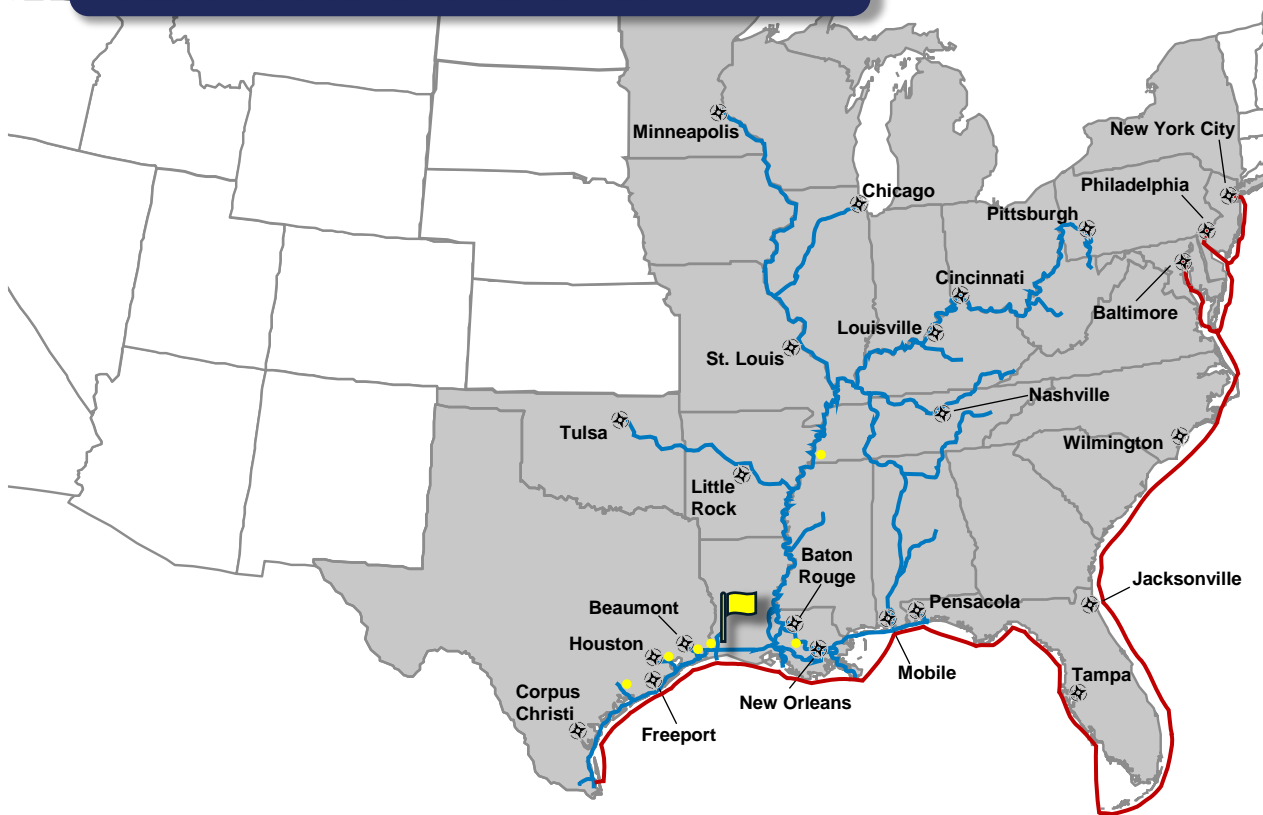 Minneapolis
New York City
Chicago
Philadelphia
Pittsburgh
Cincinnati
Baltimore
Louisville
St. Louis
Nashville
Tulsa
Wilmington
Little
Rock
Baton
Rouge
Jacksonville
Beaumont
Pensacola
Houston
Mobile
Tampa
Corpus
Christi
New Orleans
Freeport